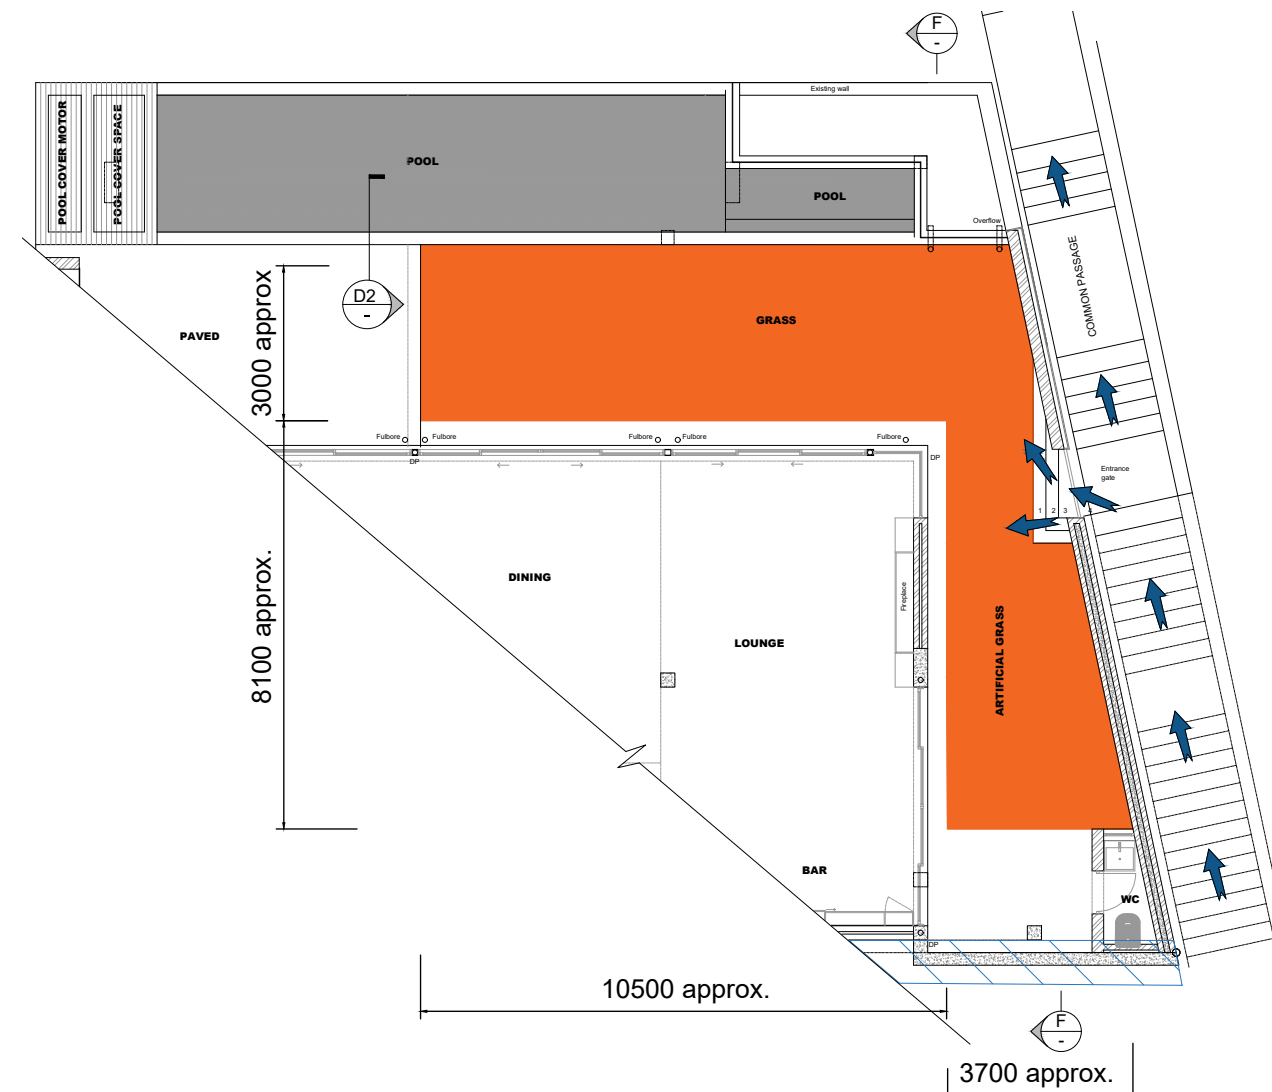 F
-
Existing wall
POOL COVER MOTOR
POOL COVER SPACE
POOL
POOL
Overflow
COMMON PASSAGE
D2
-
PAVED
3000 approx
GRASS
Fulbore
Fulbore
Fulbore
Fulbore
Fulbore
DP
DP
Entrance
gate
1 2 3
8100 approx.
DINING
LOUNGE
Fireplace
ARTIFICIAL GRASS
BAR
WC
DP
10500 approx.
F
-
3700 approx.